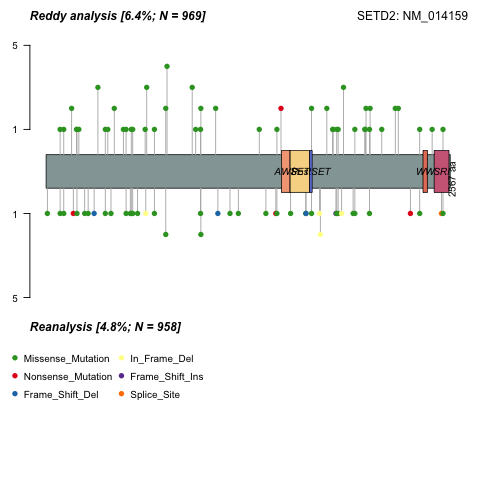 Reddy analysis [6.4%; N = 969]
SETD2: NM_014159
5
1
AWS
SET
PostSET
WW
SRI
2567 aa
1
5
Reanalysis [4.8%; N = 958]
Missense_Mutation
In_Frame_Del
Nonsense_Mutation
Frame_Shift_Ins
Frame_Shift_Del
Splice_Site